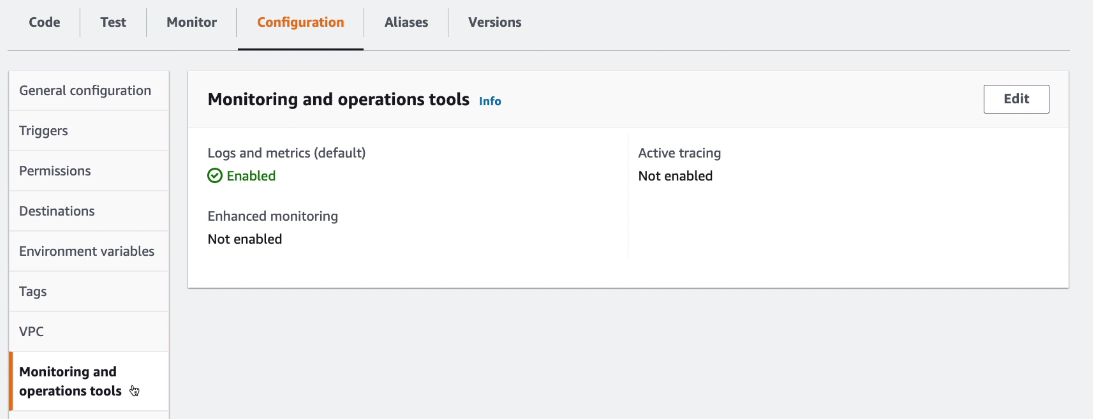 Code
Test
Monitor
Configuration
Aliases
Versions
General configuration
Triggers
Permissions
Destinations
Environment variables
Tags
VPC
Monitoring and
operations tools
Monitoring and operations tools Info
Edit
Logs and metrics (default)
Enabled
Enhanced monitoring
Not enabled
Active tracing
Not enabled